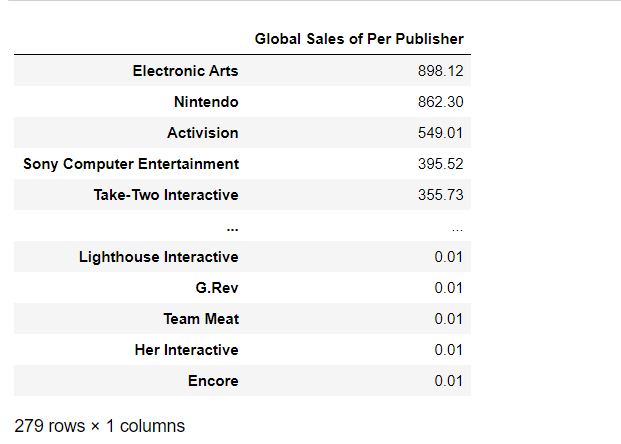 Global Sales of Per Publisher
Electronic Arts 898.12
Nintendo 862.30
Activision 549.01
Sony Computer Entertainment 395.52
Take-Two Interactive 355.73
... ...
Lighthouse Interactive 0.01
G.Rev 0.01
Team Meat 0.01
Her Interactive 0.01
Encore 0.01
279 rows × 1 columns